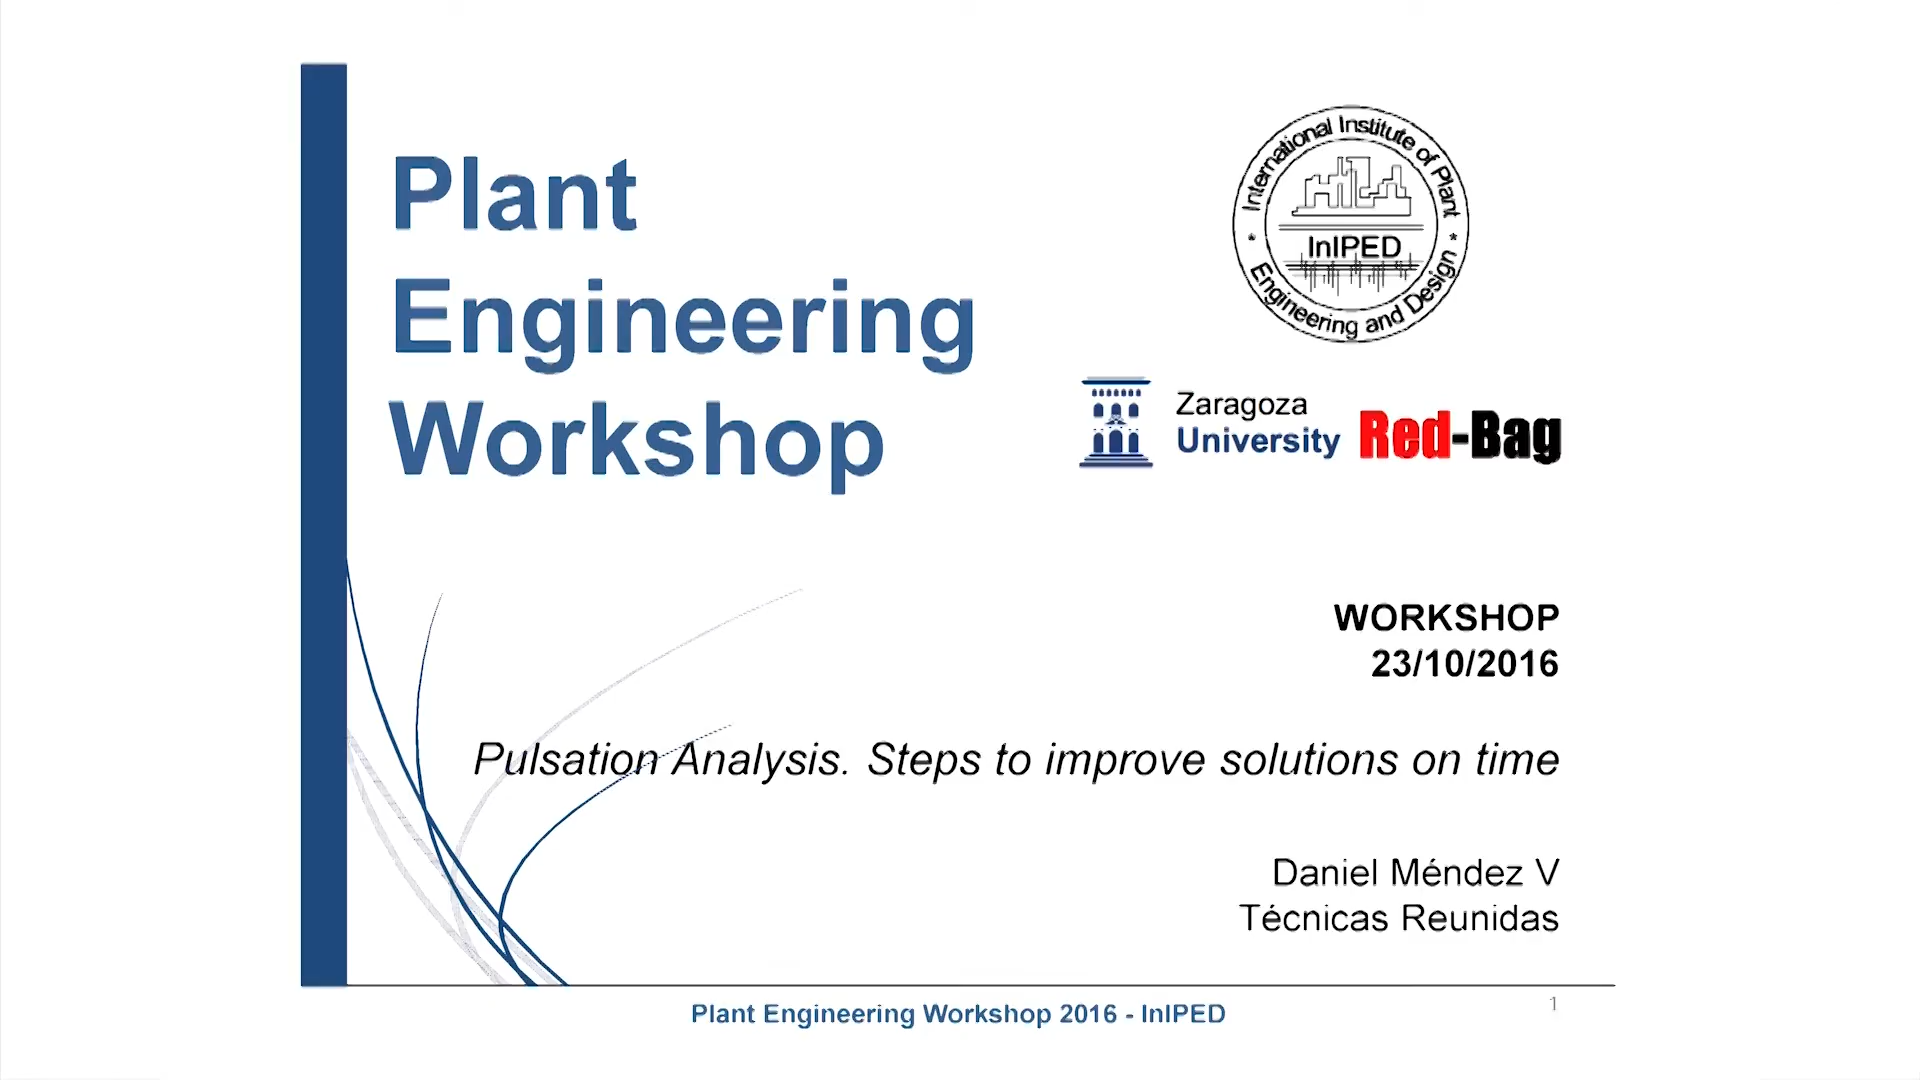 Plant
Engineering
Workshop
International Institute of Plant
InIPED
* Engineering and Design *
Zaragoza
University
Red-Bag
WORKSHOP
23/10/2016
Pulsation Analysis. Steps to improve solutions on time
Daniel Méndez V
Técnicas Reunidas
Plant Engineering Workshop 2016 - InIPED
1